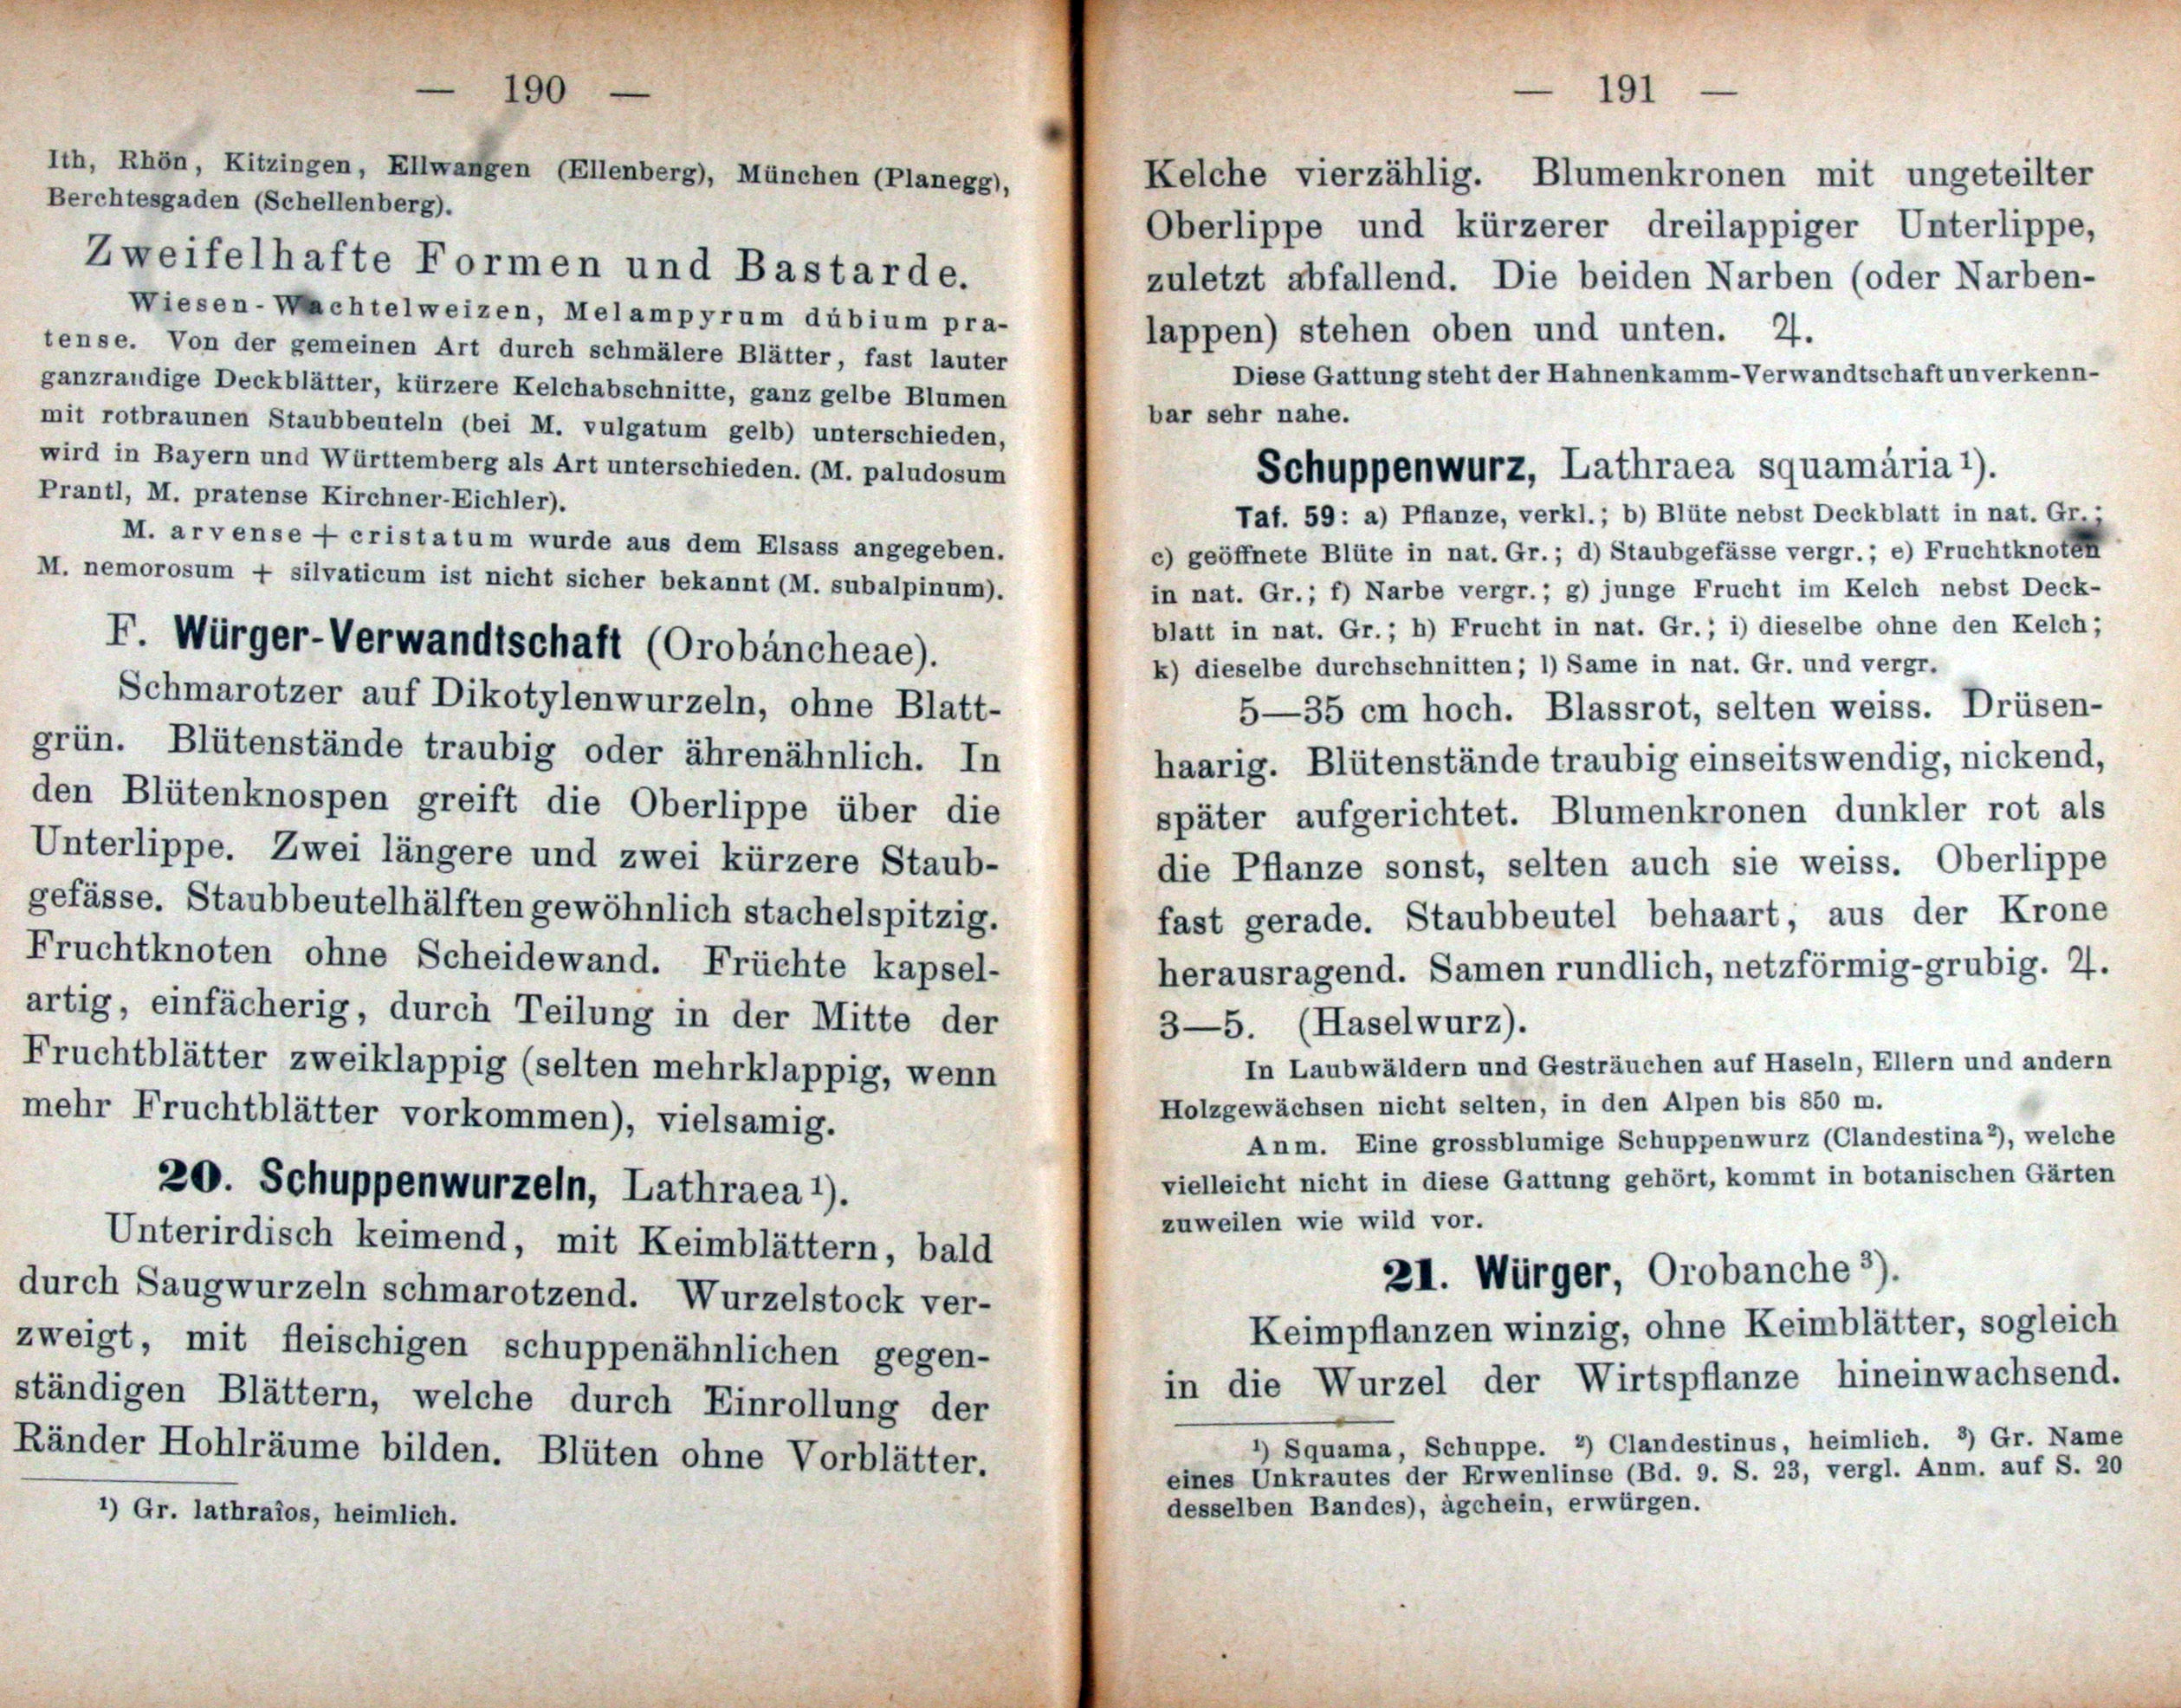 — 190 —
Ith, Rhön, Kitzingen, Ellwangen (Ellenberg), München (Planegg),
Berchtesgaden (Schellenberg).
Zweifelhafte Formen und Bastarde.
Wiesen-Wachtelweizen, Melampyrum dúbium pra-
tense. Von der gemeinen Art durch schmälere Blätter, fast lauter
ganzrandige Deckblätter, kürzere Kelchabschnitte, ganz gelbe Blumen
mit rotbraunen Staubbeuteln (bei M. vulgatum gelb) unterschieden,
wird in Bayern und Württemberg als Art unterschieden. (M. paludosum
Prantl, M. pratense Kirchner-Eichler).
M. arvense + cristatum wurde aus dem Elsass angegeben.
M. nemorosum + silvaticum ist nicht sicher bekannt (M. subalpinum).
F. Würger-Verwandtschaft (Orobáncheae).
Schmarotzer auf Dikotylenwurzeln, ohne Blatt-
grün. Blütenstände traubig oder ährenähnlich. In
den Blütenknospen greift die Oberlippe über die
Unterlippe. Zwei längere und zwei kürzere Staub-
gefässe. Staubbeutelhälften gewöhnlich stachelspitzig.
Fruchtknoten ohne Scheidewand. Früchte kapsel-
artig, einfächerig, durch Teilung in der Mitte der
Fruchtblätter zweiklappig (selten mehrklappig, wenn
mehr Fruchtblätter vorkommen), vielsamig.
20. Schuppenwurzeln, Lathraea ¹).
Unterirdisch keimend, mit Keimblättern, bald
durch Saugwurzeln schmarotzend. Wurzelstock ver-
zweigt, mit fleischigen schuppenähnlichen gegen-
ständigen Blättern, welche durch Einrollung der
Ränder Hohlräume bilden. Blüten ohne Vorblätter.
¹) Gr. lathraîos, heimlich.
— 191 —
Kelche vierzählig. Blumenkronen mit ungeteilter
Oberlippe und kürzerer dreilappiger Unterlippe,
zuletzt abfallend. Die beiden Narben (oder Narben-
lappen) stehen oben und unten. ♃.
Diese Gattung steht der Hahnenkamm-Verwandtschaft unverkenn-
bar sehr nahe.
Schuppenwurz, Lathraea squamária ¹).
Taf. 59: a) Pflanze, verkl.; b) Blüte nebst Deckblatt in nat. Gr.;
c) geöffnete Blüte in nat. Gr.; d) Staubgefässe vergr.; e) Fruchtknoten
in nat. Gr.; f) Narbe vergr.; g) junge Frucht im Kelch nebst Deck-
blatt in nat. Gr.; h) Frucht in nat. Gr.; i) dieselbe ohne den Kelch;
k) dieselbe durchschnitten; l) Same in nat. Gr. und vergr.
5—35 cm hoch. Blassrot, selten weiss. Drüsen-
haarig. Blütenstände traubig einseitswendig, nickend,
später aufgerichtet. Blumenkronen dunkler rot als
die Pflanze sonst, selten auch sie weiss. Oberlippe
fast gerade. Staubbeutel behaart, aus der Krone
herausragend. Samen rundlich, netzförmig-grubig. ♃.
3—5. (Haselwurz).
In Laubwäldern und Gesträuchen auf Haseln, Ellern und andern
Holzgewächsen nicht selten, in den Alpen bis 850 m.
Anm. Eine grossblumige Schuppenwurz (Clandestina ²), welche
vielleicht nicht in diese Gattung gehört, kommt in botanischen Gärten
zuweilen wie wild vor.
21. Würger, Orobanche ³).
Keimpflanzen winzig, ohne Keimblätter, sogleich
in die Wurzel der Wirtspflanze hineinwachsend.
¹) Squama, Schuppe. ²) Clandestinus, heimlich. ³) Gr. Name
eines Unkrautes der Erwenlinse (Bd. 9. S. 23, vergl. Anm. auf S. 20
desselben Bandes), àgchein, erwürgen.